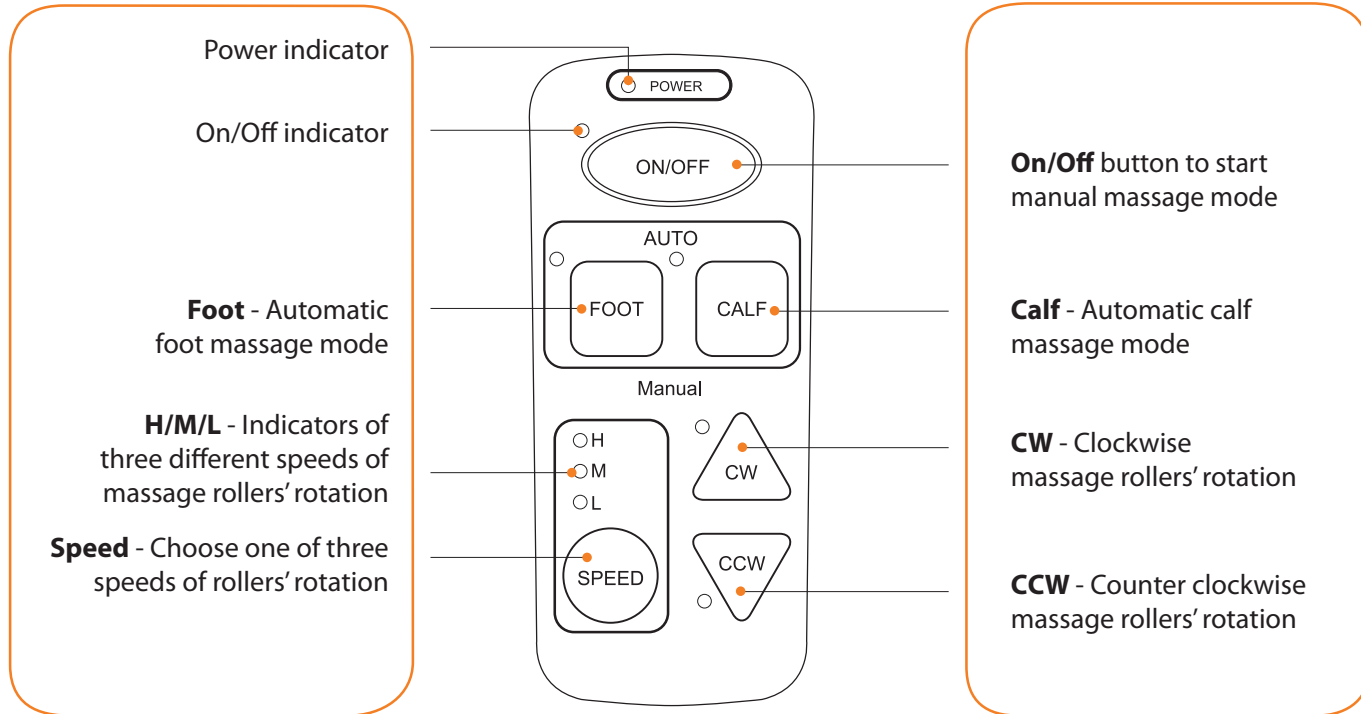 Power indicator
On/Off indicator
Foot - Automatic
foot massage mode
H/M/L - Indicators of
three different speeds of
massage rollers' rotation
Speed - Choose one of three
speeds of rollers' rotation
POWER
ON/OFF
AUTO
FOOT
CALF
Manual
H
M
L
SPEED
CW
CCW
On/Off button to start
manual massage mode
Calf - Automatic calf
massage mode
CW - Clockwise
massage rollers' rotation
CCW - Counter clockwise
massage rollers' rotation